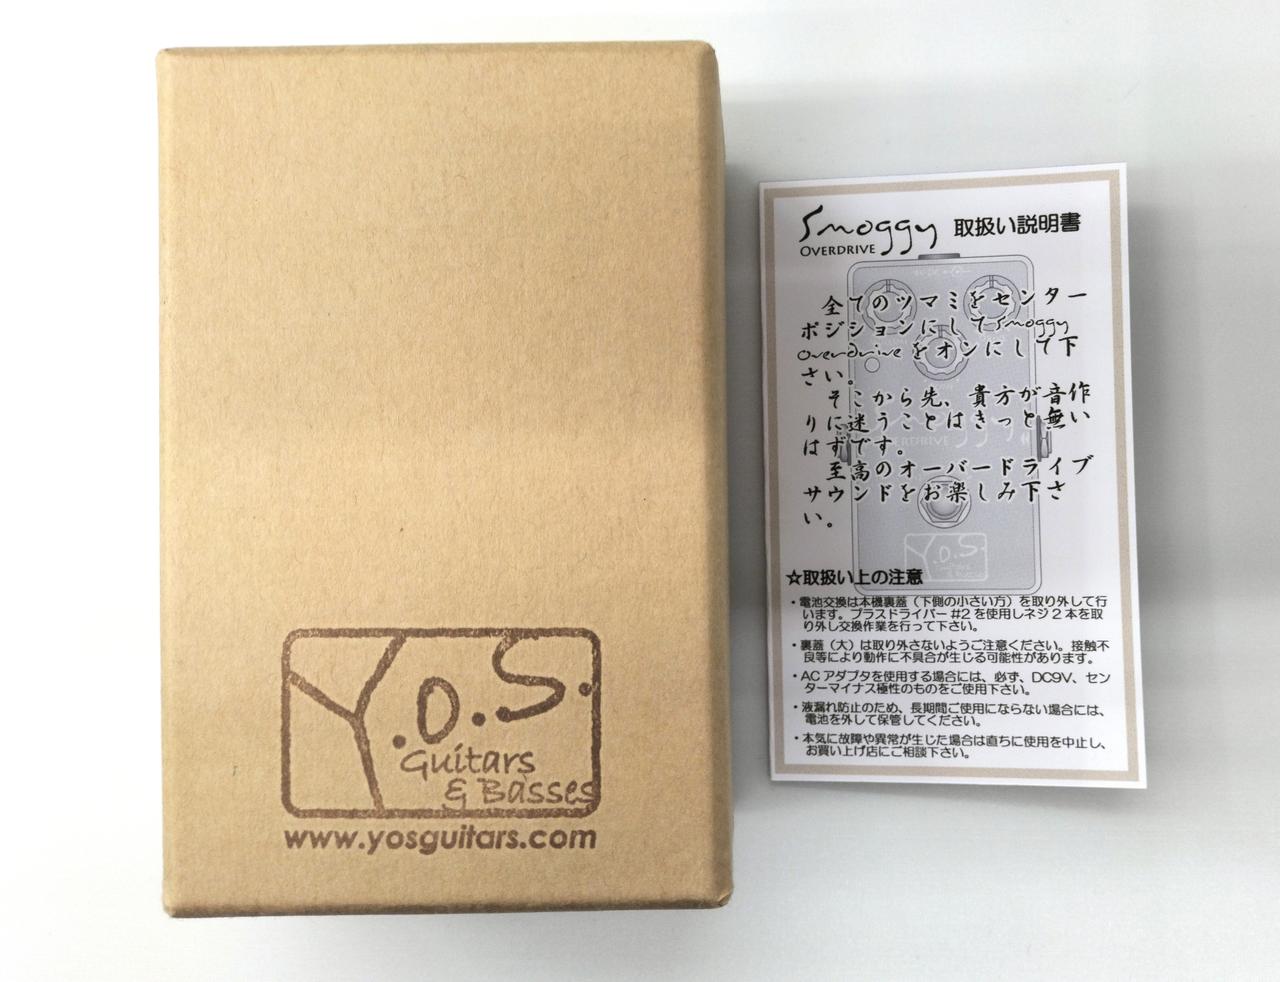 Y.O.S.
Guitars
& Basses
www.yosguitars.com
Smoggy 取扱い説明書
OVERDRIVE
全てのツマミをセンター
ポジションにしてSmoggy
Overdriveをオンにして下
さい。
そこから先、貴方が音作
りに迷うことはきっと無い
はずです。
至高のオーバードライブ
サウンドをお楽しみ下さ
い。
OVERDRIVE
Y.O.S.
☆取扱い上の注意
・電池交換は本機裏蓋（下側の小さい方）を取り外して行
います。プラスドライバー #2 を使用しネジ2本を取
り外し交換作業を行って下さい。
・裏蓋（大）は取り外さないようご注意ください。接触不
良等により動作に不具合が生じる可能性があります。
・AC アダプタを使用する場合には、必ず、DC9V、セン
ターマイナス極性のものをご使用下さい。
・液漏れ防止のため、長期間ご使用にならない場合には、
電池を外して保管してください。
・本気に故障や異常が生じた場合は直ちに使用を中止し、
お買い上げ店にご相談下さい。